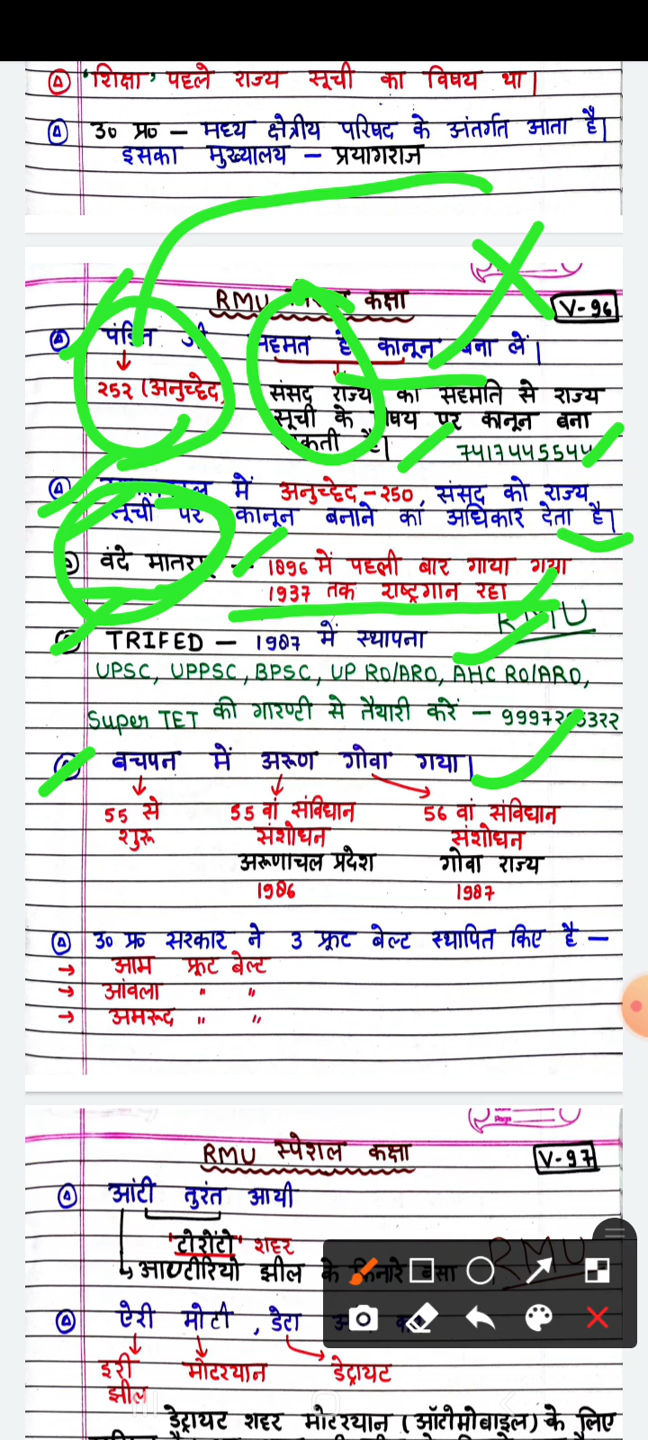 'शिक्षा' पहले राज्य सूची का विषय था।
उ० प्र० – मध्य क्षेत्रीय परिषद के अंतर्गत आता है।
इसका मुख्यालय – प्रयागराज
RMU कक्षा
V-96
जी सहमत है कानून बना लें।
252 (अनुच्छेद)
संसद राज्य की सहमति से राज्य
सूची के विषय पर कानून बना
सकती है।
7417445544
में अनुच्छेद-250, संसद को राज्य
सूची पर कानून बनाने का अधिकार देता है।
वंदे मातरम् – 1896 में पहली बार गाया गया
1937 तक राष्ट्रगान रहा
RMU
TRIFED – 1987 में स्थापना
UPSC, UPPSC, BPSC, UP RO/ARO, AHC RO/ARO,
Super TET की गारण्टी से तैयारी करें –
बचपन में अरूण गोवा गया।
55 से 55 वां संविधान 56 वां संविधान
शुरू संशोधन संशोधन
अरूणाचल प्रदेश गोवा राज्य
1986 1987
उ० प्र० सरकार ने 3 फ्रूट बेल्ट स्थापित किए है –
→ आम फ्रूट बेल्ट
→ आंवला " "
→ अमरूद " "
RMU स्पेशल कक्षा
V-97
आंटी तुरंत आयी
"टोरोंटो" शहर
आण्टीरियो झील के किनारे बसा
RMU
ऐरी मोटी, डेटा
इरी मोटरयान डेट्रायट
झील
डेट्रायट शहर मोटरयान (ऑटोमोबाइल) के लिए